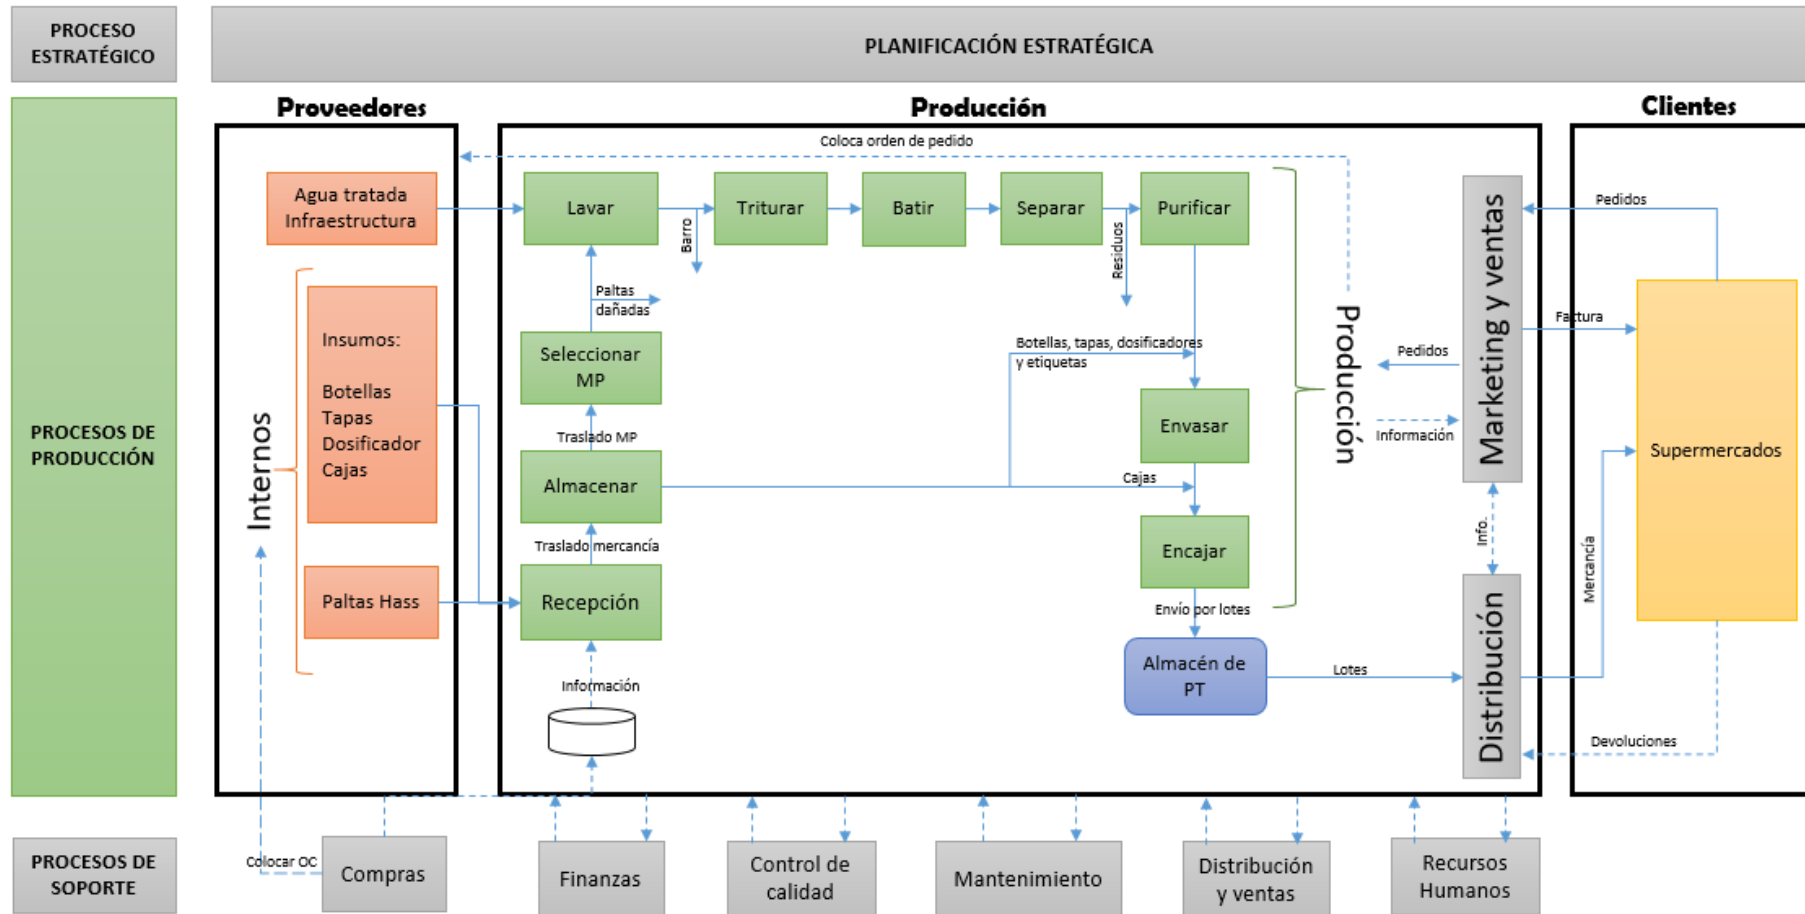 PROCESO
ESTRATÉGICO
PLANIFICACIÓN ESTRATÉGICA
Proveedores
Producción
Clientes
Coloca orden de pedido
Agua tratada
Infraestructura
Lavar
Barro
Triturar
Batir
Separar
Residuos
Purificar
Pedidos
Paltas
dañadas
Insumos:
Botellas
Tapas
Dosificador
Cajas
Internos
Seleccionar
MP
Botellas, tapas, dosificadores
y etiquetas
Producción
Pedidos
Información
Marketing y ventas
Factura
Supermercados
PROCESOS DE
PRODUCCIÓN
Envasar
Traslado MP
Almacenar
Cajas
Encajar
Info.
Mercancía
Traslado mercancía
Paltas Hass
Recepción
Envío por lotes
Almacén de
PT
Lotes
Distribución
Información
Devoluciones
PROCESOS DE
SOPORTE
Colocar OC
Compras
Finanzas
Control de
calidad
Mantenimiento
Distribución
y ventas
Recursos
Humanos